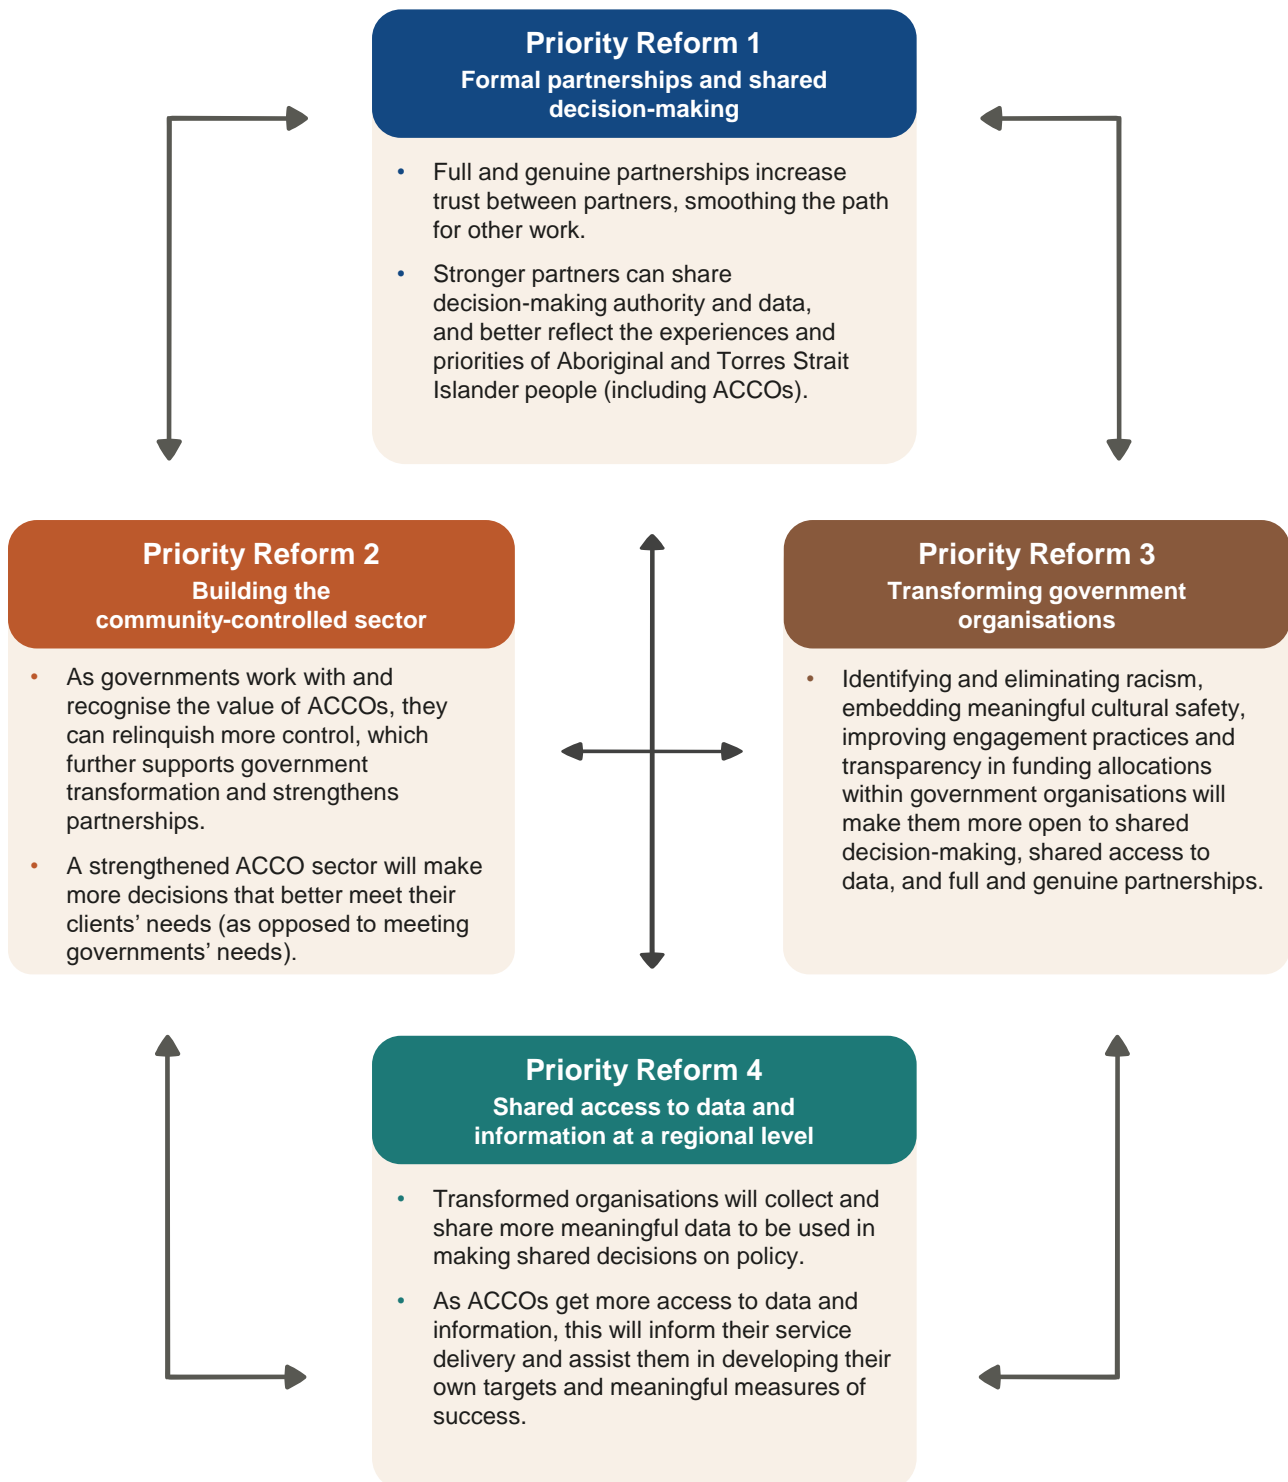 Priority Reform 1
Formal partnerships and shared
decision-making
• Full and genuine partnerships increase
trust between partners, smoothing the path
for other work.
• Stronger partners can share
decision-making authority and data,
and better reflect the experiences and
priorities of Aboriginal and Torres Strait
Islander people (including ACCOs).
Priority Reform 2
Building the
community-controlled sector
• As governments work with and
recognise the value of ACCOs, they
can relinquish more control, which
further supports government
transformation and strengthens
partnerships.
• A strengthened ACCO sector will make
more decisions that better meet their
clients’ needs (as opposed to meeting
governments’ needs).
Priority Reform 3
Transforming government
organisations
• Identifying and eliminating racism,
embedding meaningful cultural safety,
improving engagement practices and
transparency in funding allocations
within government organisations will
make them more open to shared
decision-making, shared access to
data, and full and genuine partnerships.
Priority Reform 4
Shared access to data and
information at a regional level
• Transformed organisations will collect and
share more meaningful data to be used in
making shared decisions on policy.
• As ACCOs get more access to data and
information, this will inform their service
delivery and assist them in developing their
own targets and meaningful measures of
success.